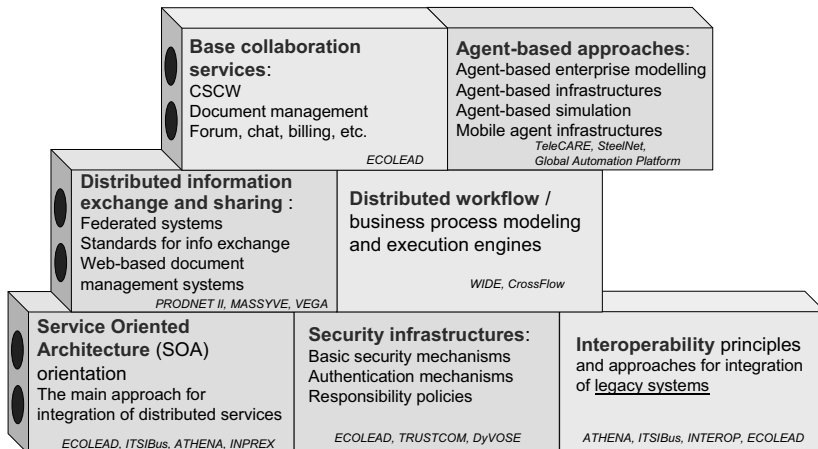 Base collaboration
services:
CSCW
Document management
Forum, chat, billing, etc.
ECOLEAD
Agent-based approaches:
Agent-based enterprise modelling
Agent-based infrastructures
Agent-based simulation
Mobile agent infrastructures
TeleCARE, SteelNet,
Global Automation Platform
Distributed information
exchange and sharing :
Federated systems
Standards for info exchange
Web-based document
management systems
PRODNET II, MASSYVE, VEGA
Distributed workflow /
business process modeling
and execution engines
WIDE, CrossFlow
Service Oriented
Architecture (SOA)
orientation
The main approach for
integration of distributed services
ECOLEAD, ITSIBus, ATHENA, INPREX
Security infrastructures:
Basic security mechanisms
Authentication mechanisms
Responsibility policies
ECOLEAD, TRUSTCOM, DyVOSE
Interoperability principles
and approaches for integration
of legacy systems
ATHENA, ITSIBus, INTEROP, ECOLEAD